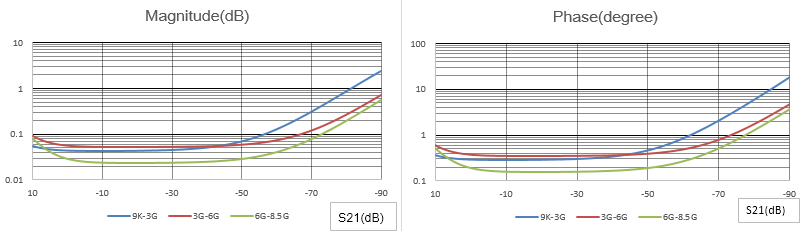 Magnitude(dB)
10
1
0.1
0.01
10 -10 -30 -50 -70 -90
9K-3G 3G-6G 6G-8.5G
S21(dB)
Phase(degree)
100
10
1
0.1
10 -10 -30 -50 -70 -90
9K-3G 3G-6G 6G-8.5G
S21(dB)